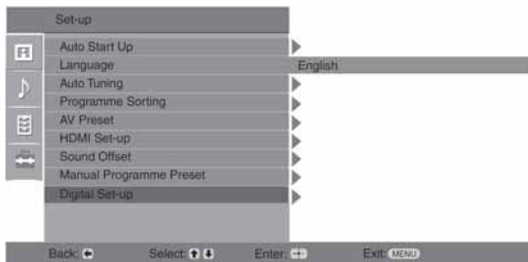 Set-up
Auto Start Up
Language English
Auto Tuning
Programme Sorting
AV Preset
HDMI Set-up
Sound Offset
Manual Programme Preset
Digital Set-up
Back: Select: Enter: Exit: MENU